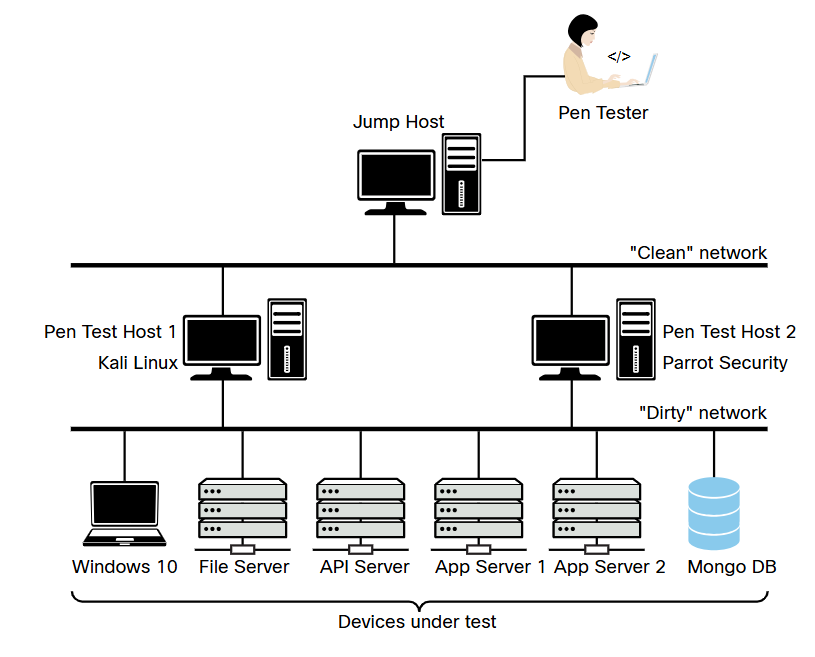 </>
Pen Tester
Jump Host
"Clean" network
Pen Test Host 1
Kali Linux
Pen Test Host 2
Parrot Security
"Dirty" network
Windows 10
File Server
API Server
App Server 1
App Server 2
Mongo DB
Devices under test